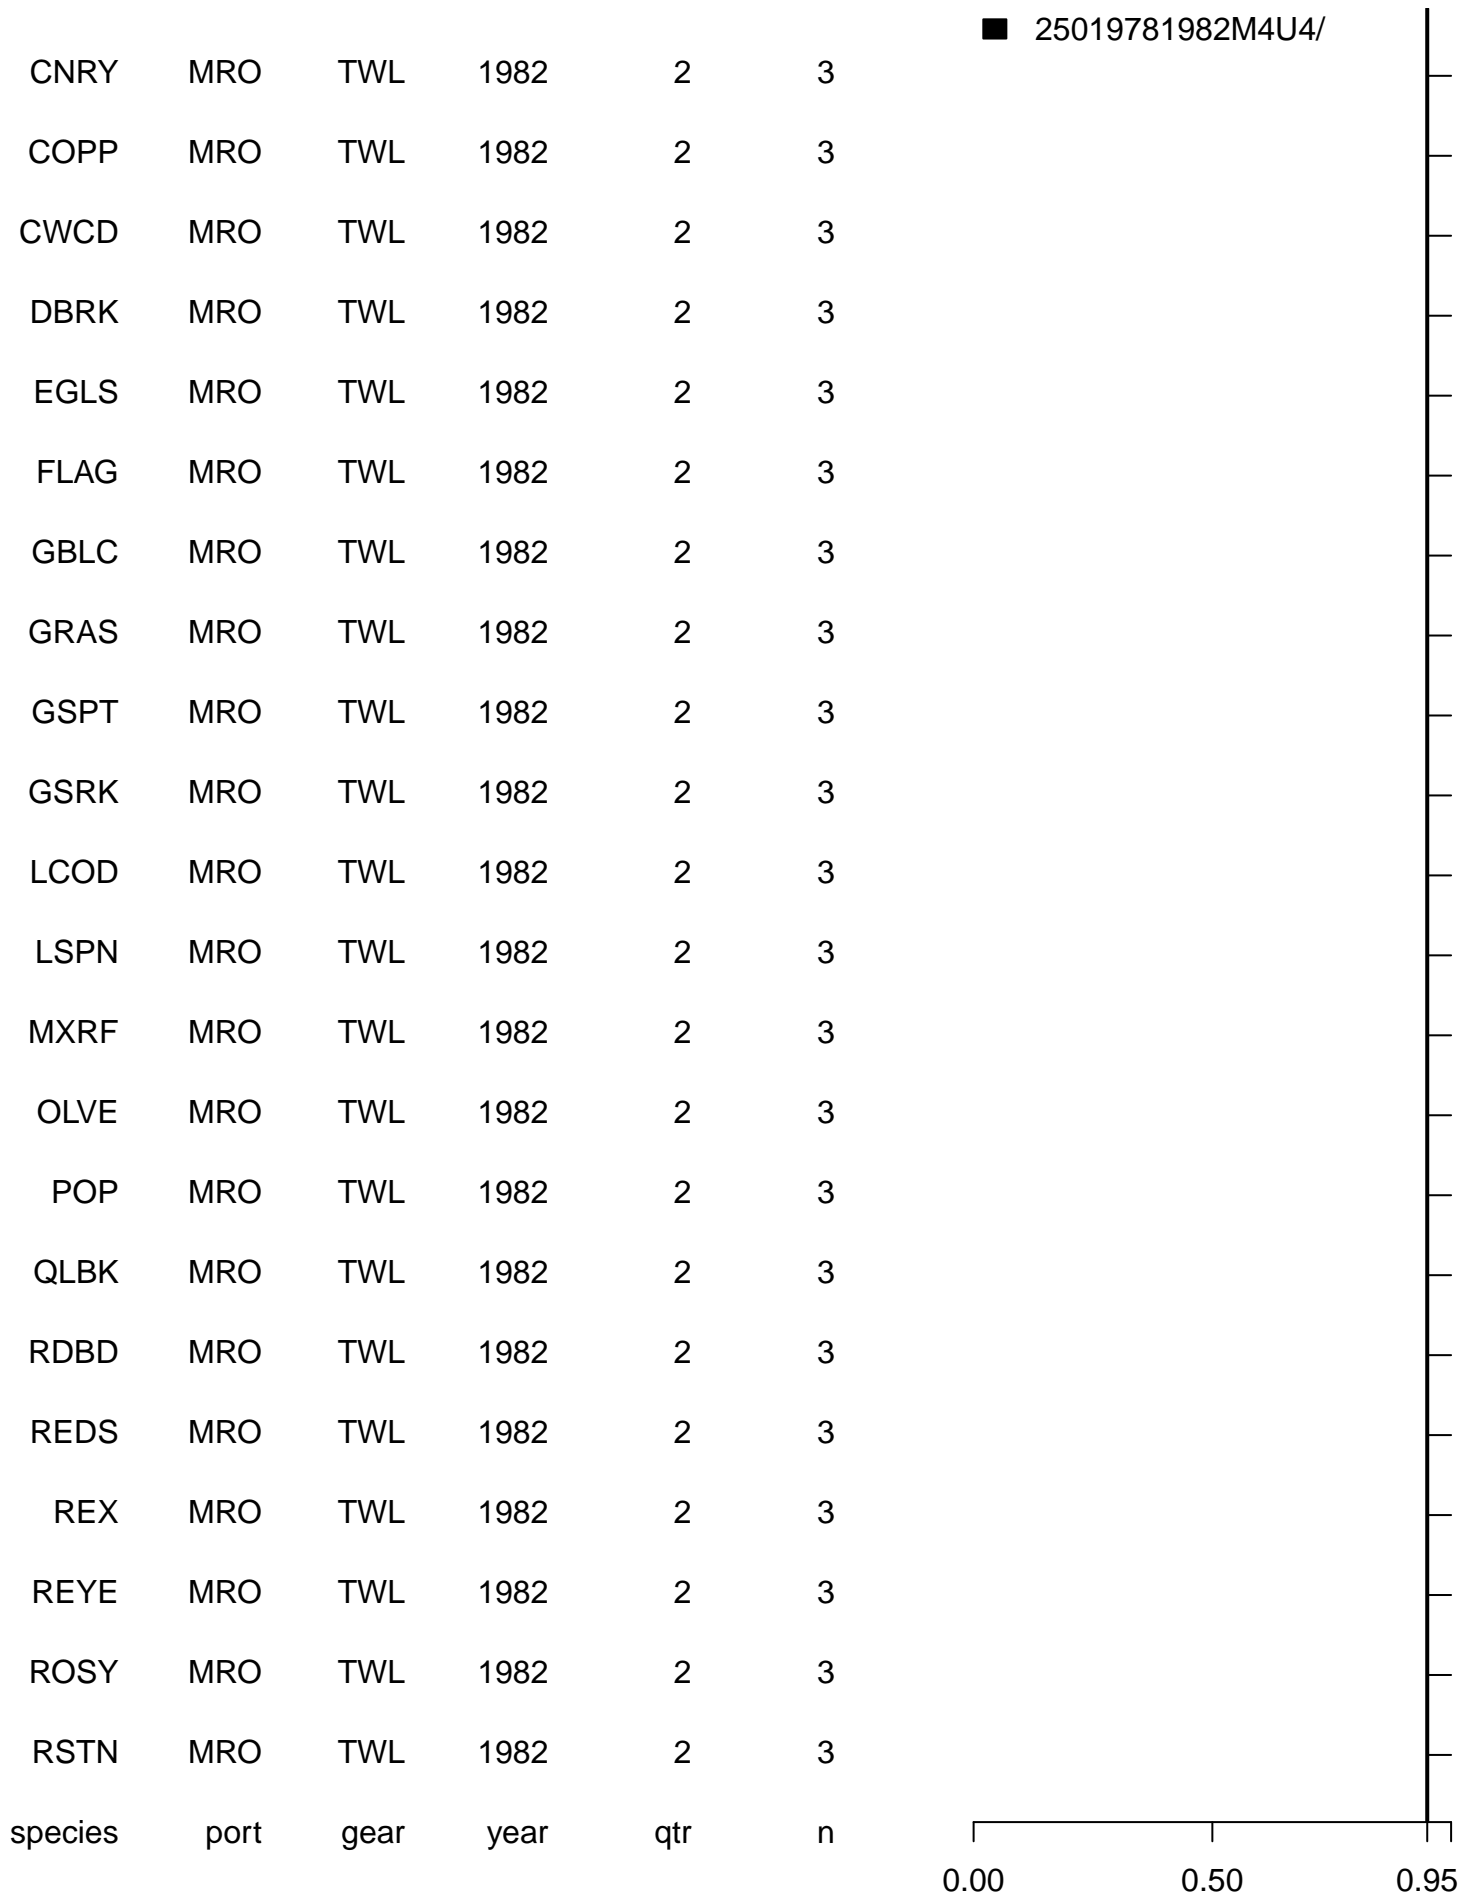 25019781982M4U4/
CNRY MRO TWL 1982 2 3
COPP MRO TWL 1982 2 3
CWCD MRO TWL 1982 2 3
DBRK MRO TWL 1982 2 3
EGLS MRO TWL 1982 2 3
FLAG MRO TWL 1982 2 3
GBLC MRO TWL 1982 2 3
GRAS MRO TWL 1982 2 3
GSPT MRO TWL 1982 2 3
GSRK MRO TWL 1982 2 3
LCOD MRO TWL 1982 2 3
LSPN MRO TWL 1982 2 3
MXRF MRO TWL 1982 2 3
OLVE MRO TWL 1982 2 3
POP MRO TWL 1982 2 3
QLBK MRO TWL 1982 2 3
RDBD MRO TWL 1982 2 3
REDS MRO TWL 1982 2 3
REX MRO TWL 1982 2 3
REYE MRO TWL 1982 2 3
ROSY MRO TWL 1982 2 3
RSTN MRO TWL 1982 2 3
species port gear year qtr n
0.00 0.50 0.95